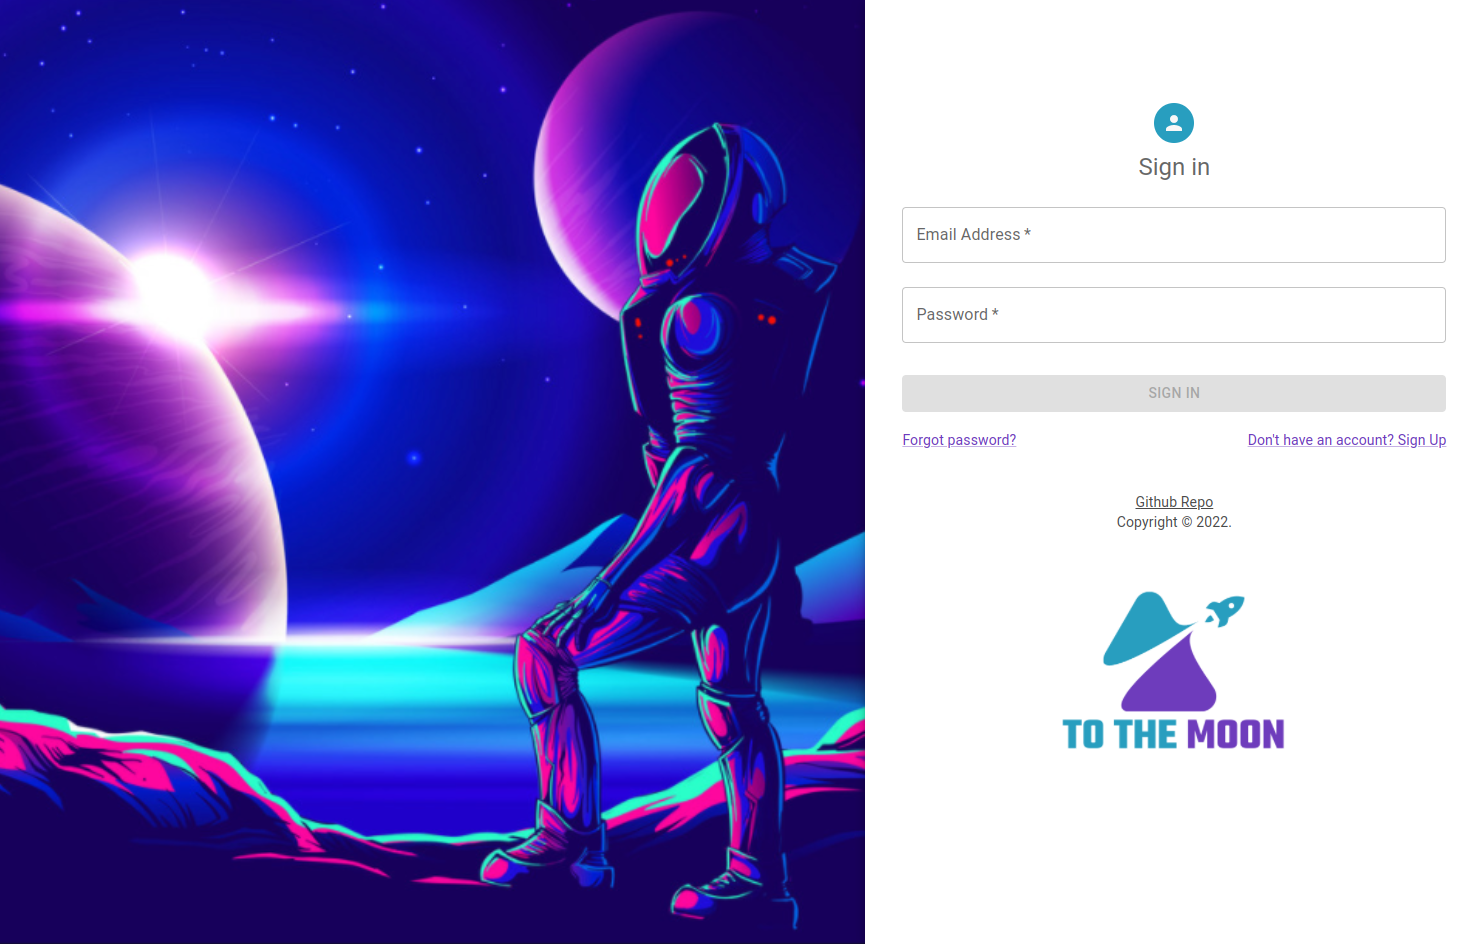 Sign in
Email Address *
Password *
SIGN IN
Forgot password?
Don't have an account? Sign Up
Github Repo
Copyright © 2022.
TO THE MOON